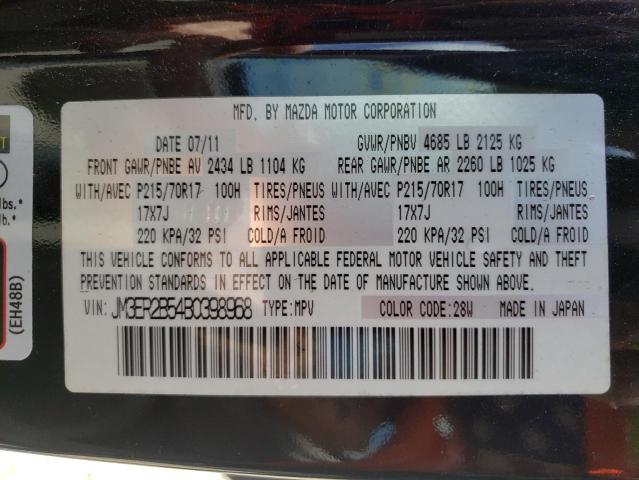 MFD. BY MAZDA MOTOR CORPORATION
DATE 07/11 GVWR/PNBV 4685 LB 2125 KG
FRONT GAWR/PNBE AV 2434 LB 1104 KG REAR GAWR/PNBE AR 2260 LB 1025 KG
WITH/AVEC P215/70R17 100H TIRES/PNEUS WITH/AVEC P215/70R17 100H TIRES/PNEUS
17X7J RIMS/JANTES 17X7J RIMS/JANTES
220 KPA/32 PSI COLD/A FROID 220 KPA/32 PSI COLD/A FROID
THIS VEHICLE CONFORMS TO ALL APPLICABLE FEDERAL MOTOR VEHICLE SAFETY AND THEFT
PREVENTION STANDARDS IN EFFECT ON THE DATE OF MANUFACTURE SHOWN ABOVE.
VIN: JM3ER2B54B0398968 TYPE:MPV COLOR CODE:28W MADE IN JAPAN
lbs.*
lb.*
(EH48B)